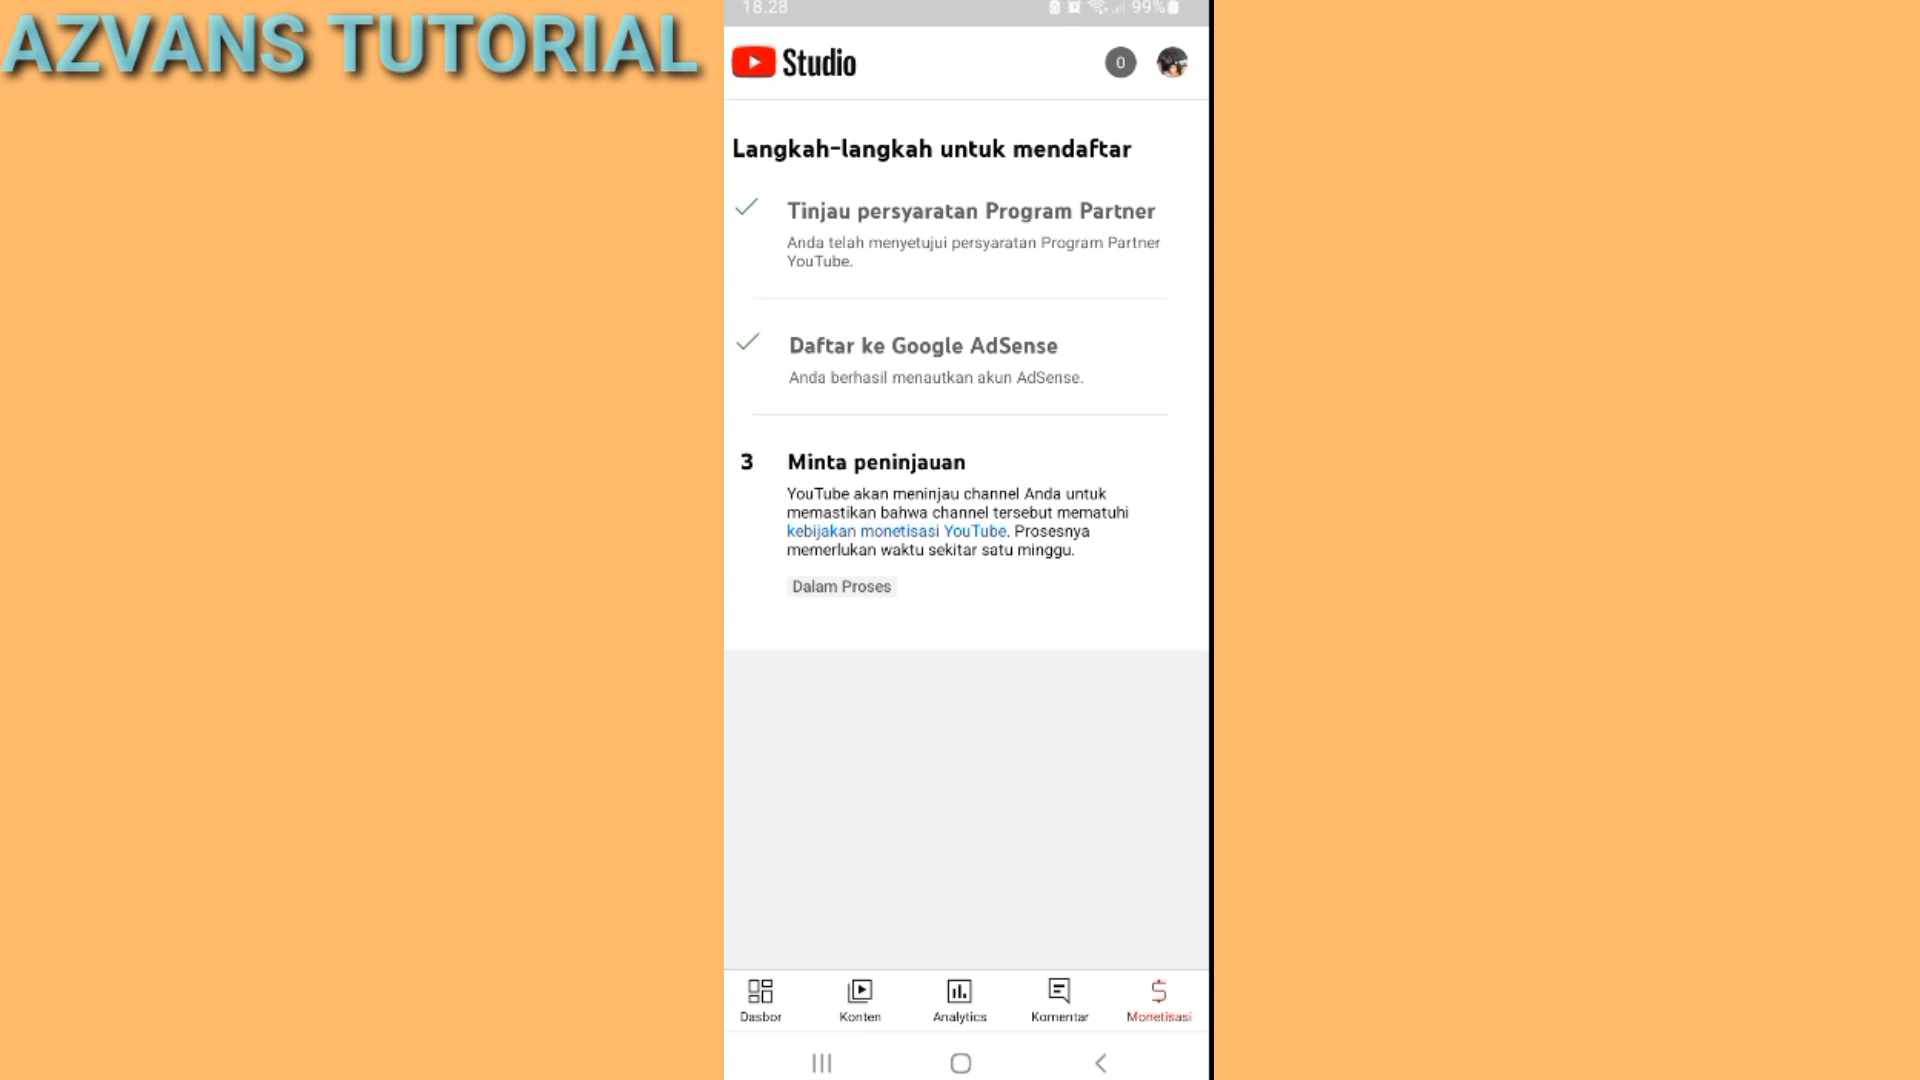 AZVANS TUTORIAL
18.28
99%
Studio
0
Langkah-langkah untuk mendaftar
Tinjau persyaratan Program Partner
Anda telah menyetujui persyaratan Program Partner
YouTube.
Daftar ke Google AdSense
Anda berhasil menautkan akun AdSense.
3 Minta peninjauan
YouTube akan meninjau channel Anda untuk
memastikan bahwa channel tersebut mematuhi
kebijakan monetisasi YouTube. Prosesnya
memerlukan waktu sekitar satu minggu.
Dalam Proses
Dasbor Konten Analytics Komentar Monetisasi